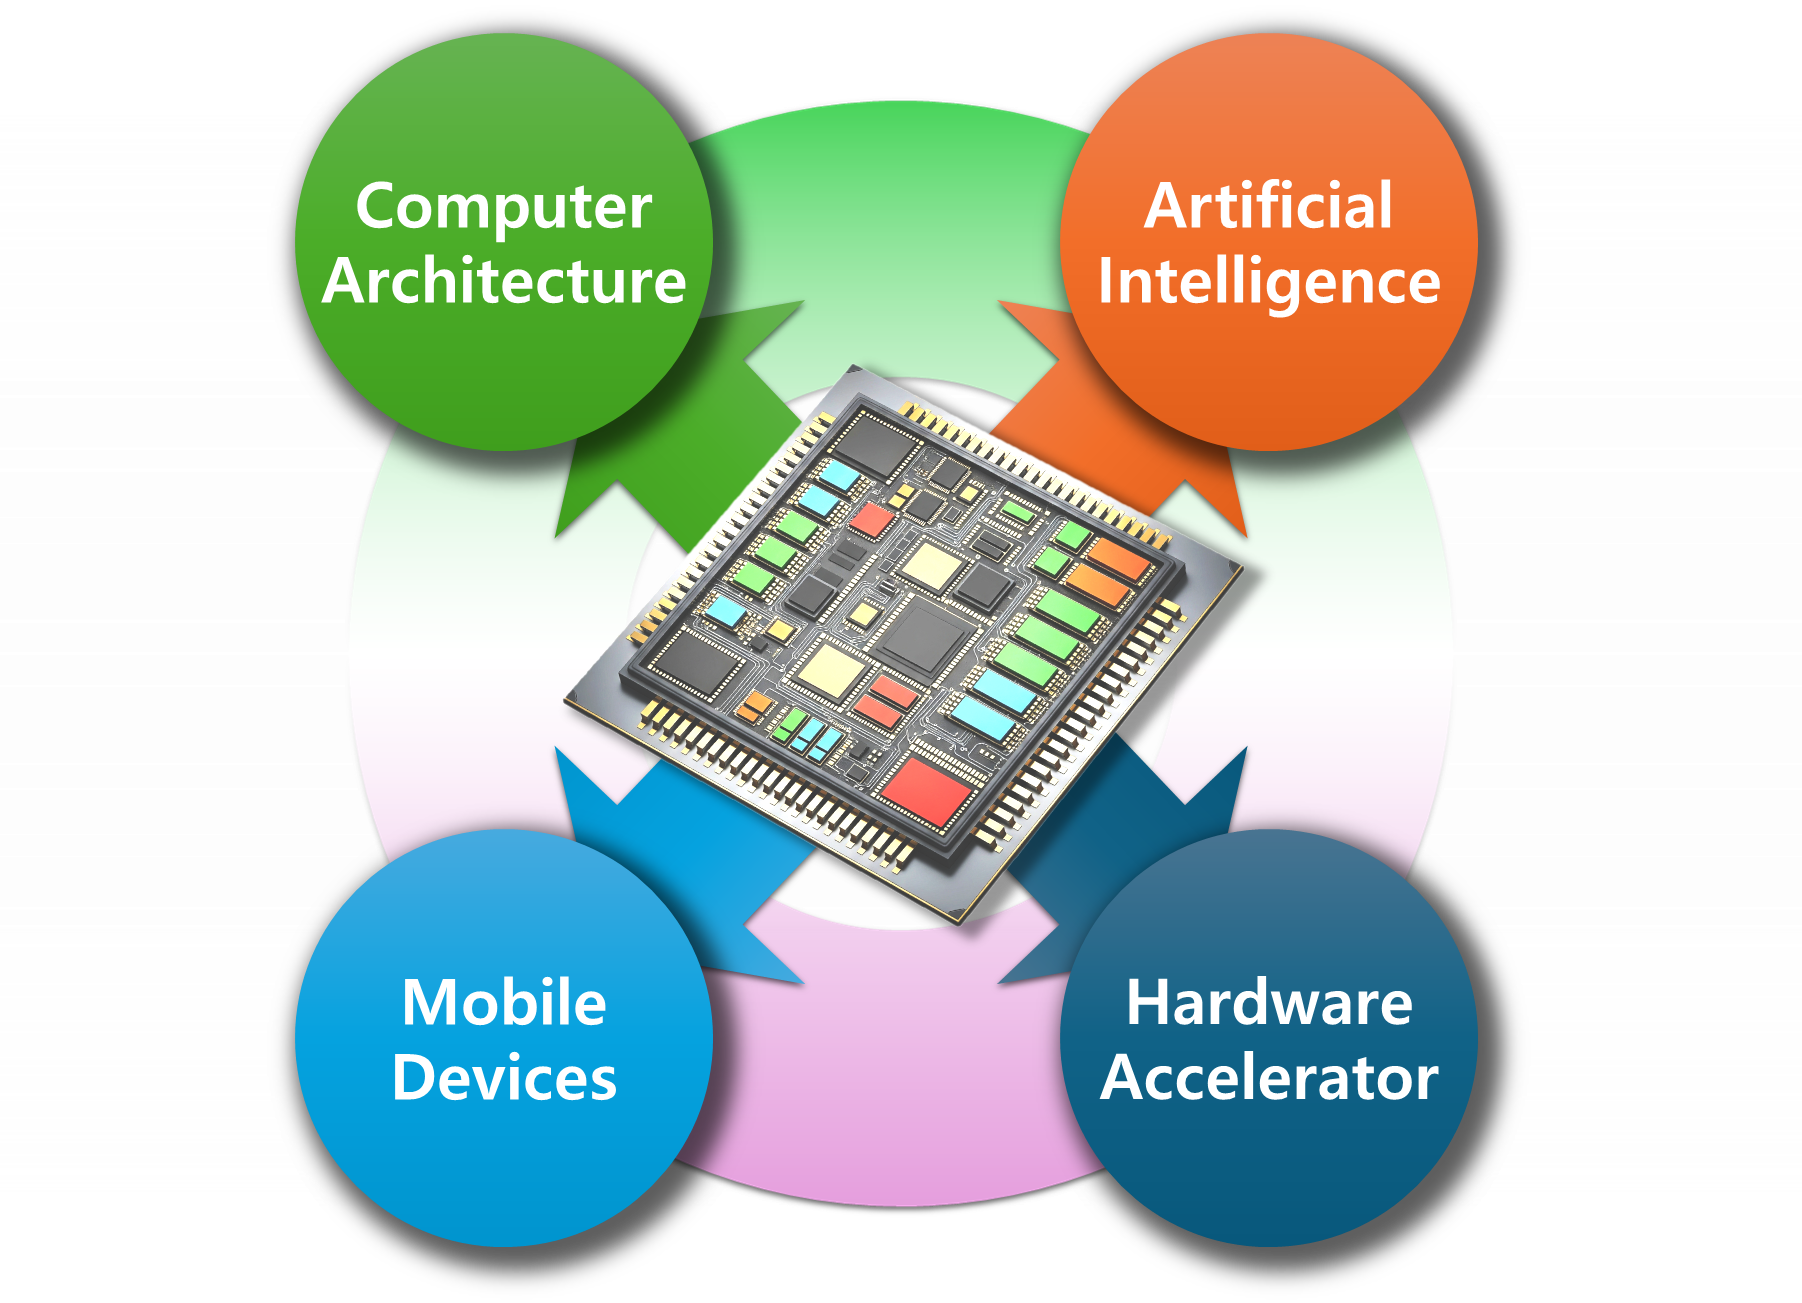 Computer
Architecture
Artificial
Intelligence
Mobile
Devices
Hardware
Accelerator